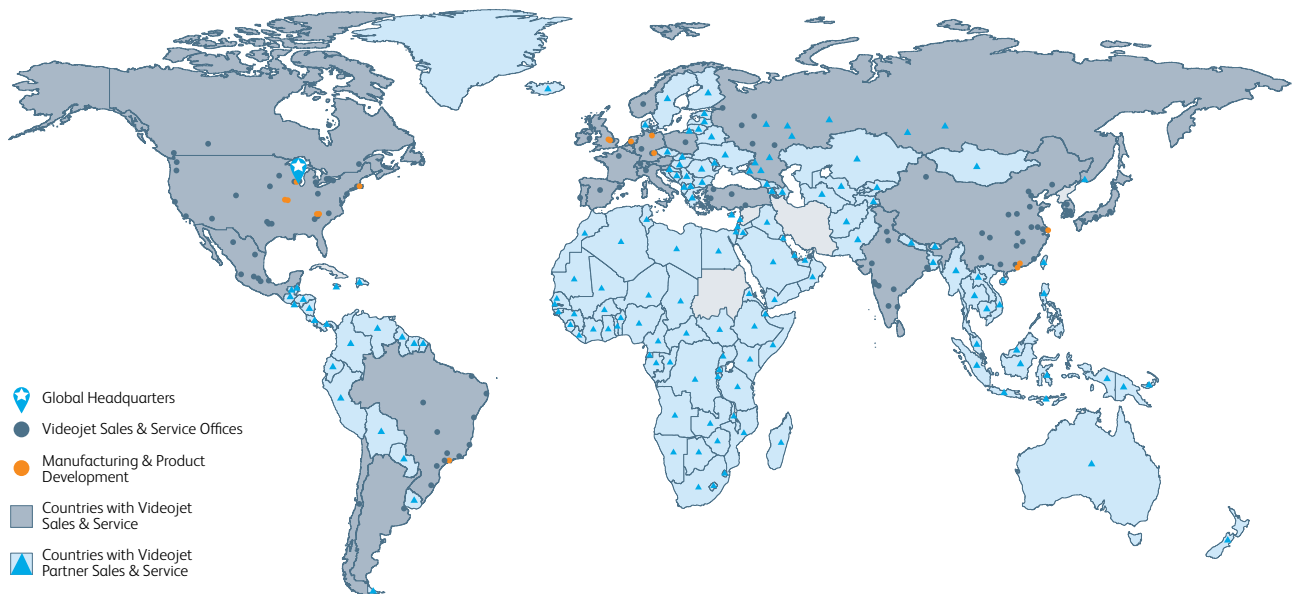 Global Headquarters
Videojet Sales & Service Offices
Manufacturing & Product
Development
Countries with Videojet
Sales & Service
Countries with Videojet
Partner Sales & Service